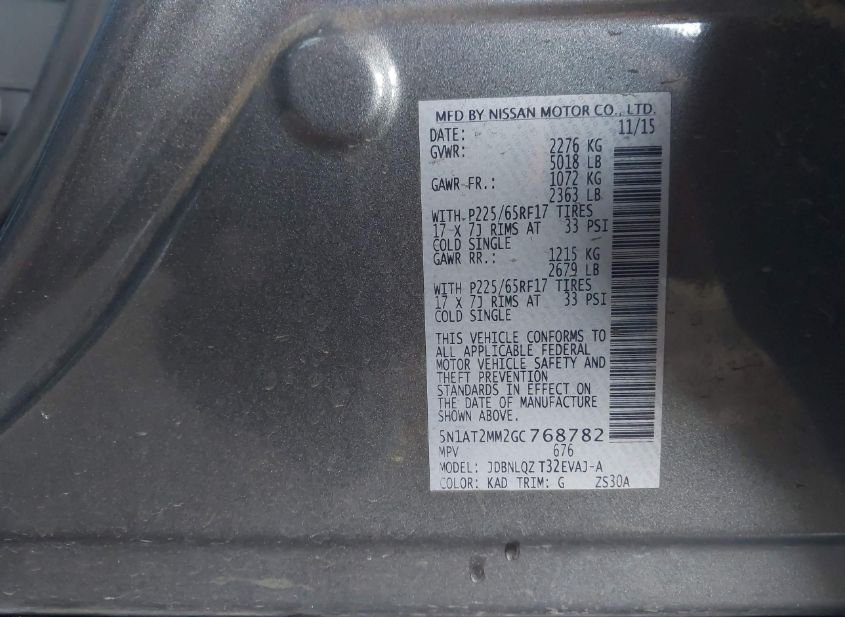 MFD BY NISSAN MOTOR CO., LTD.
DATE: 11/15
GVWR: 2276 KG
5018 LB
GAWR FR.: 1072 KG
2363 LB
WITH P225/65RF17 TIRES
17 X 7J RIMS AT 33 PSI
COLD SINGLE
GAWR RR.: 1215 KG
2679 LB
WITH P225/65RF17 TIRES
17 X 7J RIMS AT 33 PSI
COLD SINGLE
THIS VEHICLE CONFORMS TO
ALL APPLICABLE FEDERAL
MOTOR VEHICLE SAFETY AND
THEFT PREVENTION
STANDARDS IN EFFECT ON
THE DATE OF MANUFACTURE
SHOWN ABOVE.
5N1AT2MM2GC768782
MPV 676
MODEL: JDBNLQZ T32EVAJ-A
COLOR: KAD TRIM: G ZS30A